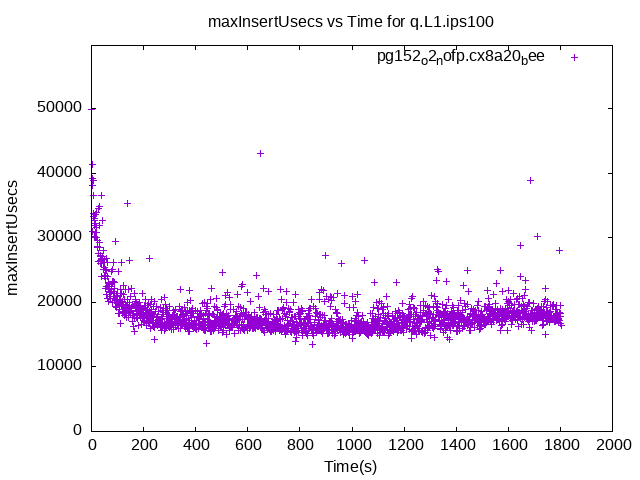 maxInsertUsecs vs Time for q.L1.ips100
pg152o2nofp.cx8a20bee
50000
40000
30000
20000
10000
0
maxInsertUsecs
0 200 400 600 800 1000 1200 1400 1600 1800 2000
Time(s)